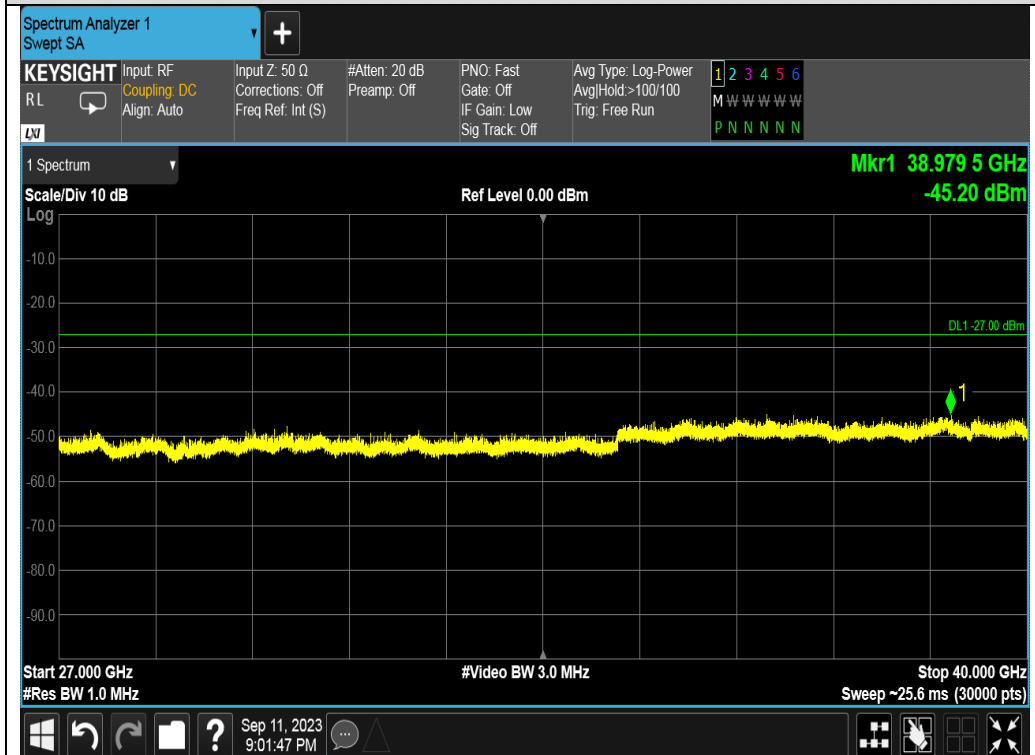 Spectrum Analyzer 1
Swept SA
+
KEYSIGHT
R L
LXI
Input: RF
Coupling: DC
Align: Auto
Input Z: 50 Ω
Corrections: Off
Freq Ref: Int (S)
#Atten: 20 dB
Preamp: Off
PNO: Fast
Gate: Off
IF Gain: Low
Sig Track: Off
Avg Type: Log-Power
Avg|Hold:>100/100
Trig: Free Run
1 2 3 4 5 6
M W W W W W
P N N N N N
1 Spectrum
Mkr1 38.979 5 GHz
Scale/Div 10 dB
Ref Level 0.00 dBm
-45.20 dBm
Log
-10.0
-20.0
DL1 -27.00 dBm
-30.0
-40.0
1
-50.0
-60.0
-70.0
-80.0
-90.0
Start 27.000 GHz
#Video BW 3.0 MHz
Stop 40.000 GHz
#Res BW 1.0 MHz
Sweep ~25.6 ms (30000 pts)
?
Sep 11, 2023
9:01:47 PM